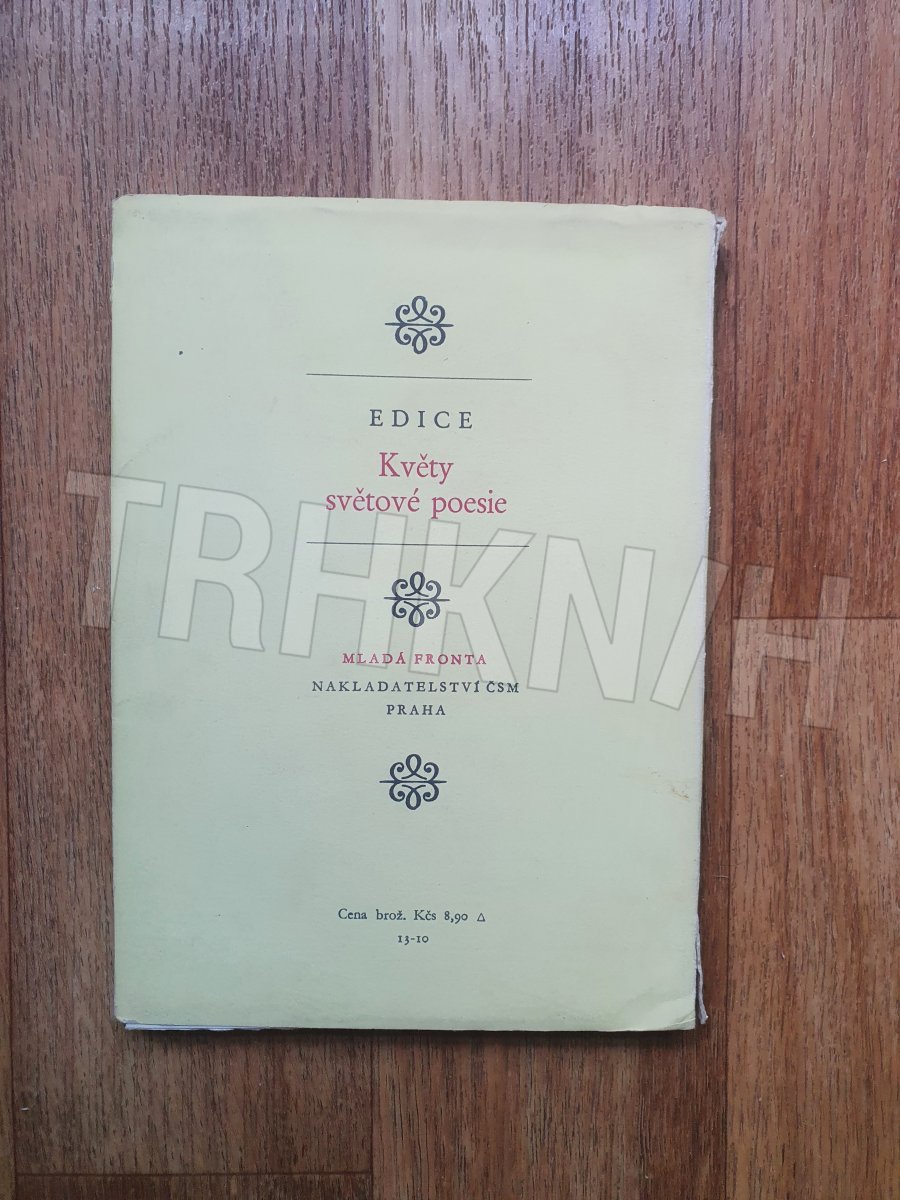 EDICE
Květy
světové poesie
TRHKNIH
MLADÁ FRONTA
NAKLADATELSTVÍ ČSM
PRAHA
Cena brož. Kčs 8,90 Δ
13-10